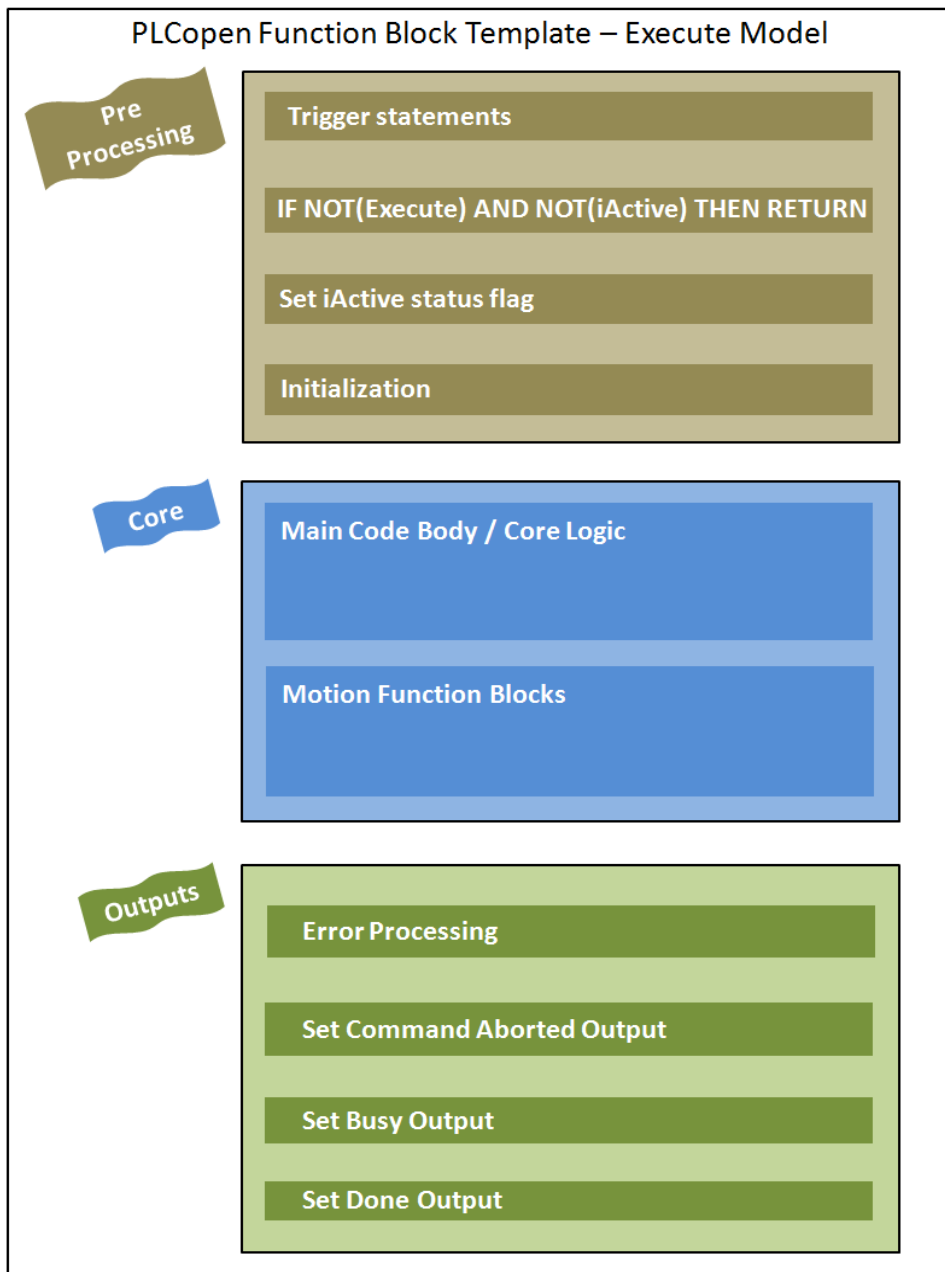 PLCopen Function Block Template – Execute Model
Pre
Processing
Trigger statements
IF NOT(Execute) AND NOT(iActive) THEN RETURN
Set iActive status flag
Initialization
Core
Main Code Body / Core Logic
Motion Function Blocks
Outputs
Error Processing
Set Command Aborted Output
Set Busy Output
Set Done Output